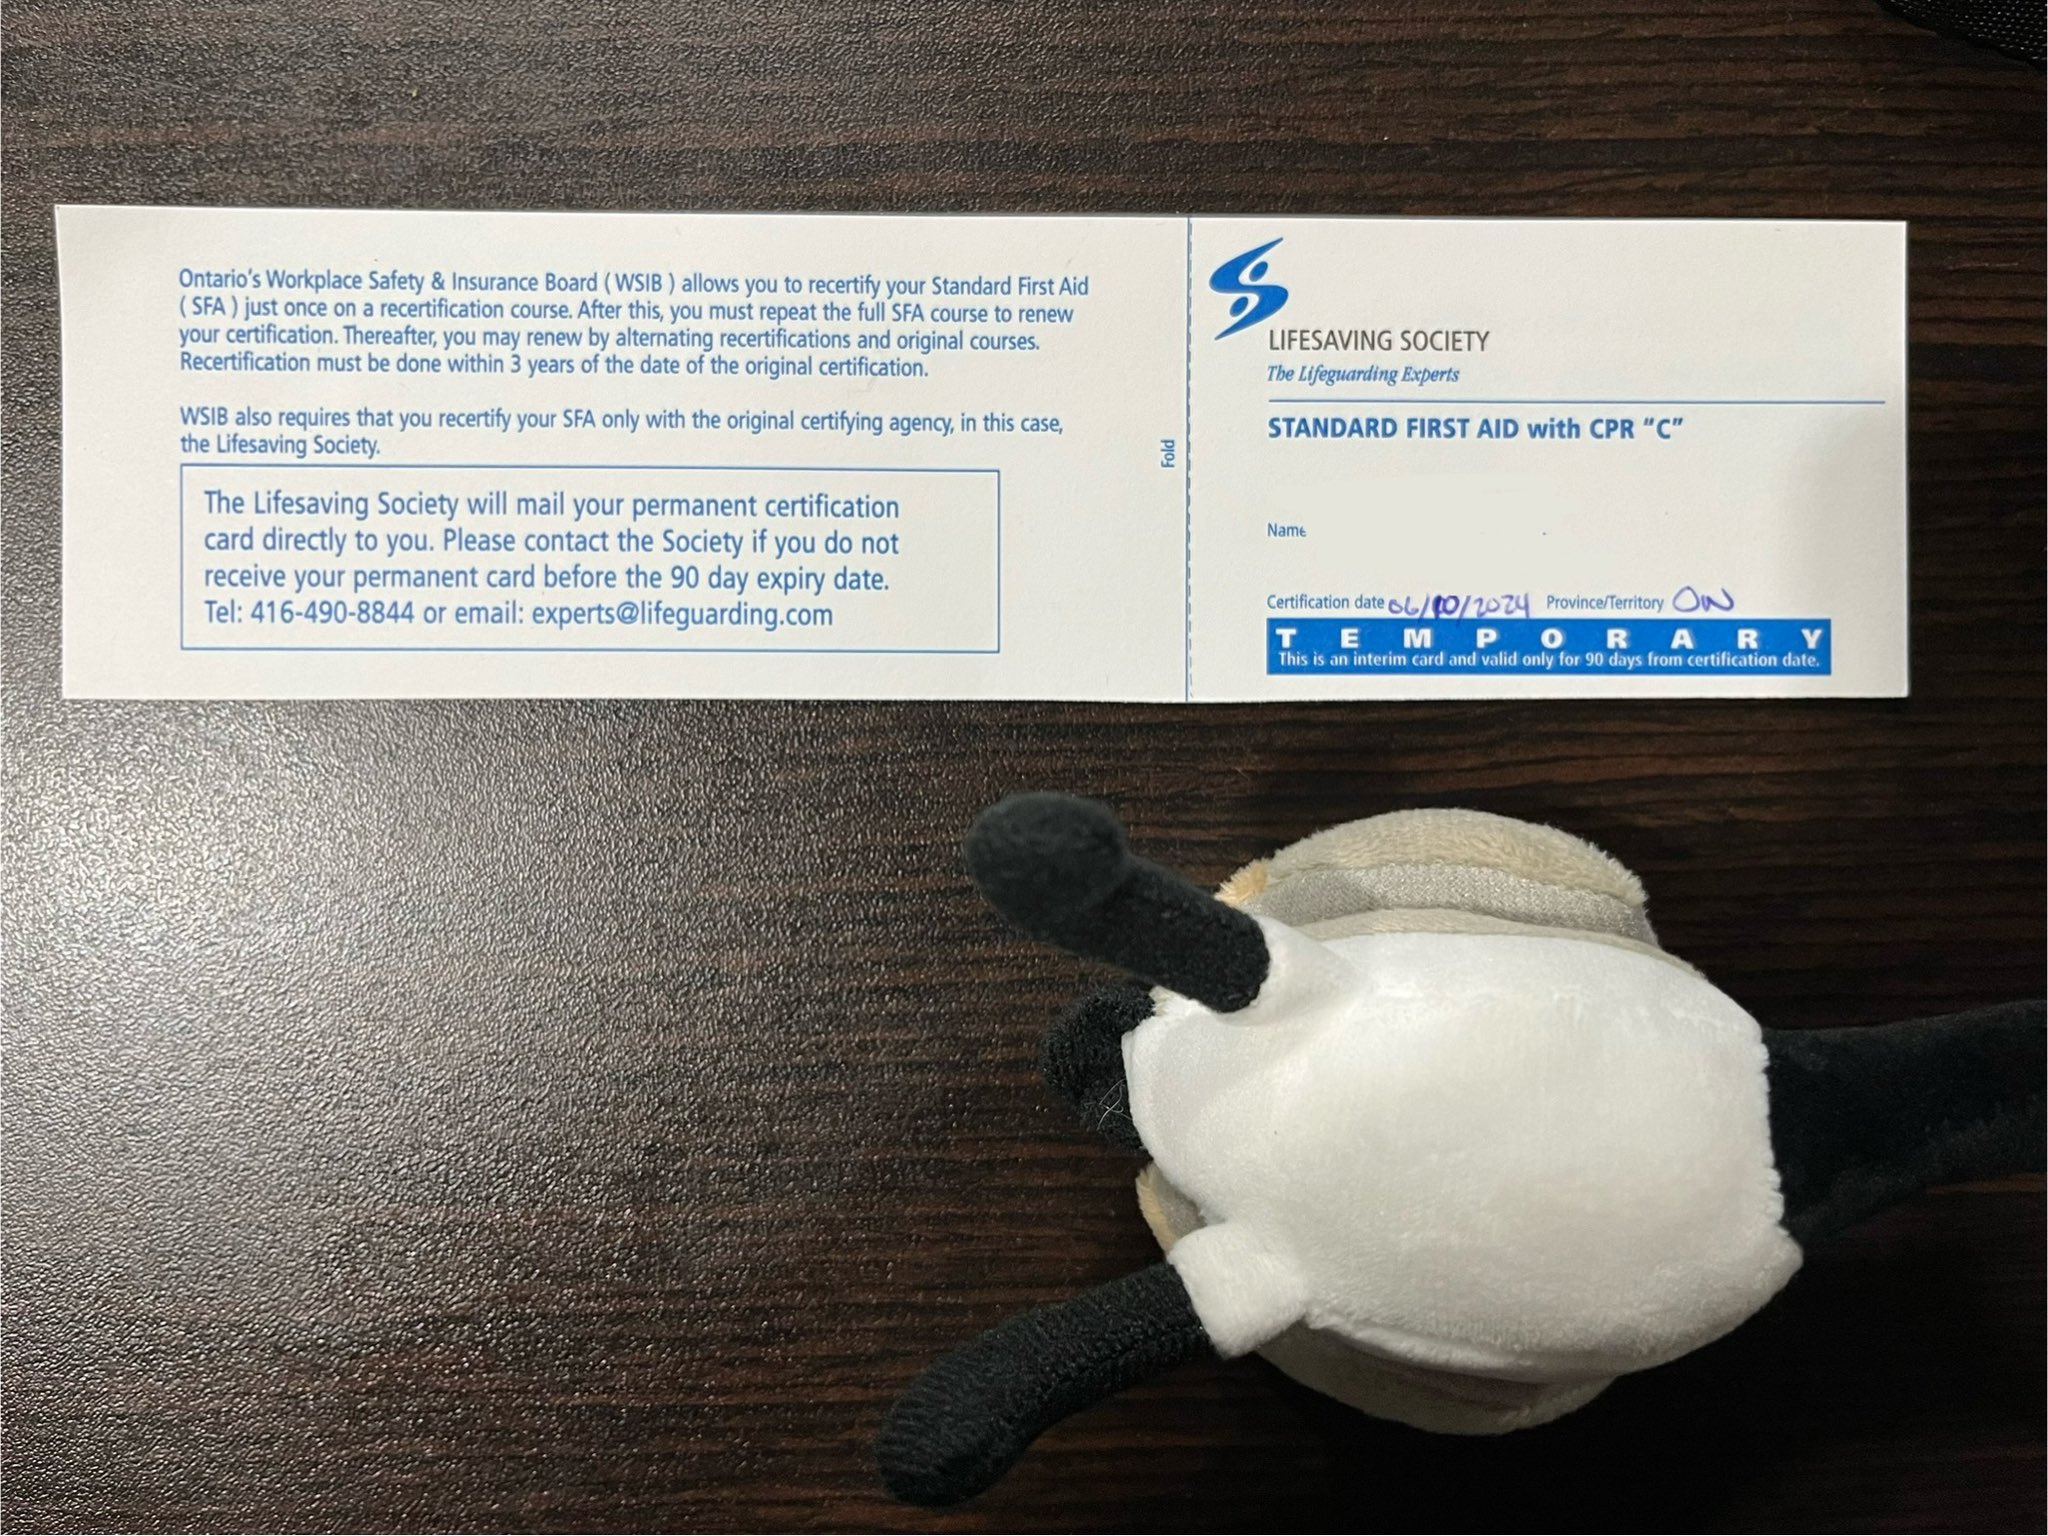 Ontario's Workplace Safety & Insurance Board ( WSIB ) allows you to recertify your Standard First Aid
( SFA ) just once on a recertification course. After this, you must repeat the full SFA course to renew
your certification. Thereafter, you may renew by alternating recertifications and original courses.
Recertification must be done within 3 years of the date of the original certification.
WSIB also requires that you recertify your SFA only with the original certifying agency, in this case,
the Lifesaving Society.
The Lifesaving Society will mail your permanent certification
card directly to you. Please contact the Society if you do not
receive your permanent card before the 90 day expiry date.
Tel: 416-490-8844 or email: experts@lifeguarding.com
Fold
LIFESAVING SOCIETY
The Lifeguarding Experts
STANDARD FIRST AID with CPR "C"
Name
Certification date 06/10/2024 Province/Territory ON
TEMPORARY
This is an interim card and valid only for 90 days from certification date.